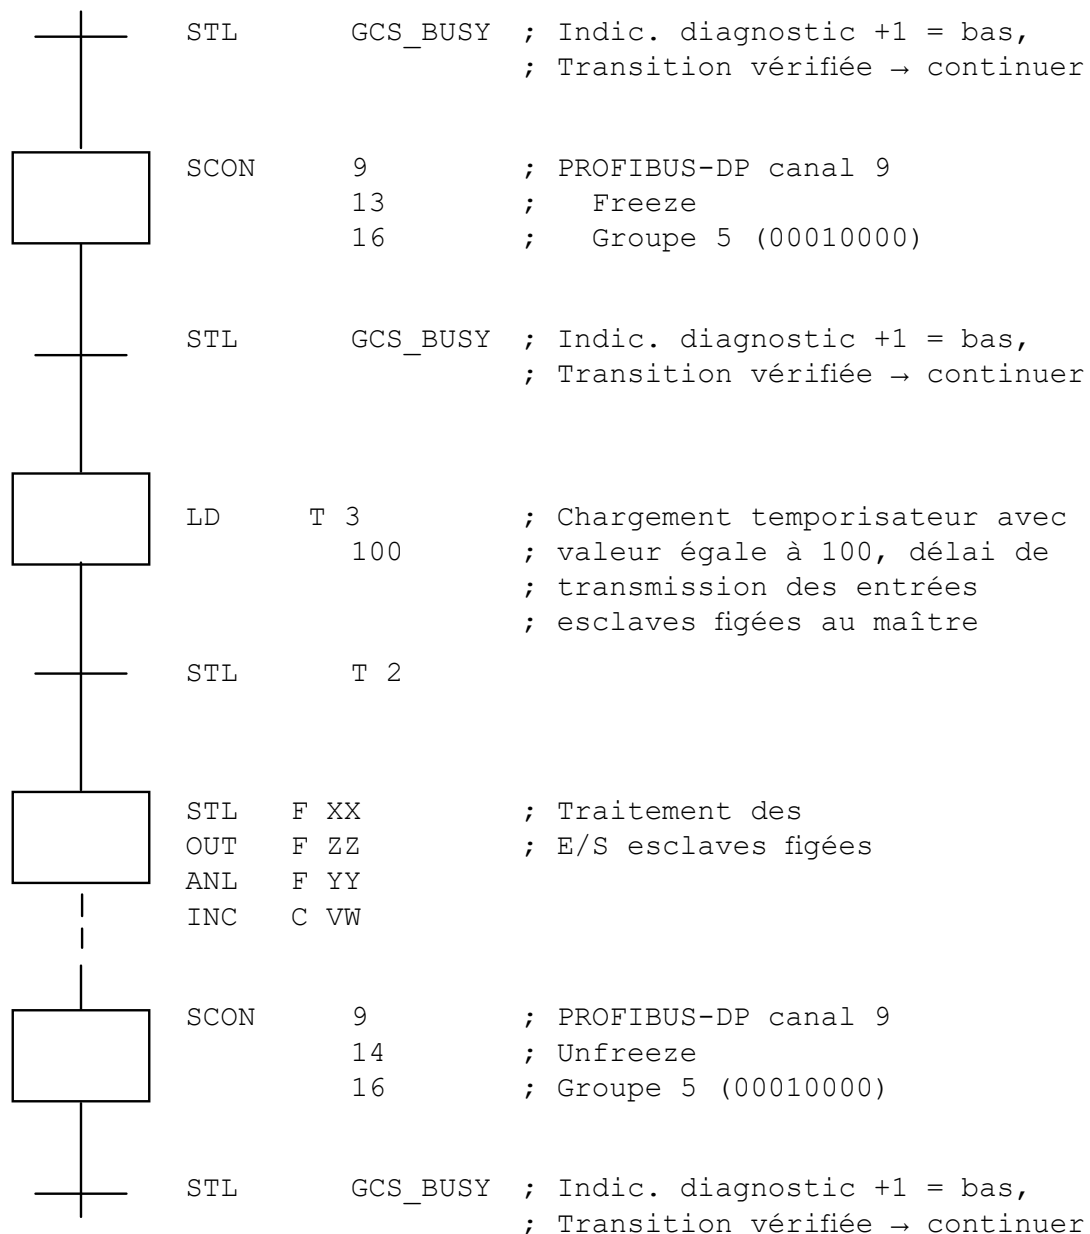 STL GCS_BUSY ; Indic. diagnostic +1 = bas,
; Transition vérifiée → continuer
SCON 9 ; PROFIBUS-DP canal 9
13 ; Freeze
16 ; Groupe 5 (00010000)
STL GCS_BUSY ; Indic. diagnostic +1 = bas,
; Transition vérifiée → continuer
LD T 3 ; Chargement temporisateur avec
100 ; valeur égale à 100, délai de
; transmission des entrées
; esclaves figées au maître
STL T 2
STL F XX ; Traitement des
OUT F ZZ ; E/S esclaves figées
ANL F YY
INC C VW
SCON 9 ; PROFIBUS-DP canal 9
14 ; Unfreeze
16 ; Groupe 5 (00010000)
STL GCS_BUSY ; Indic. diagnostic +1 = bas,
; Transition vérifiée → continuer